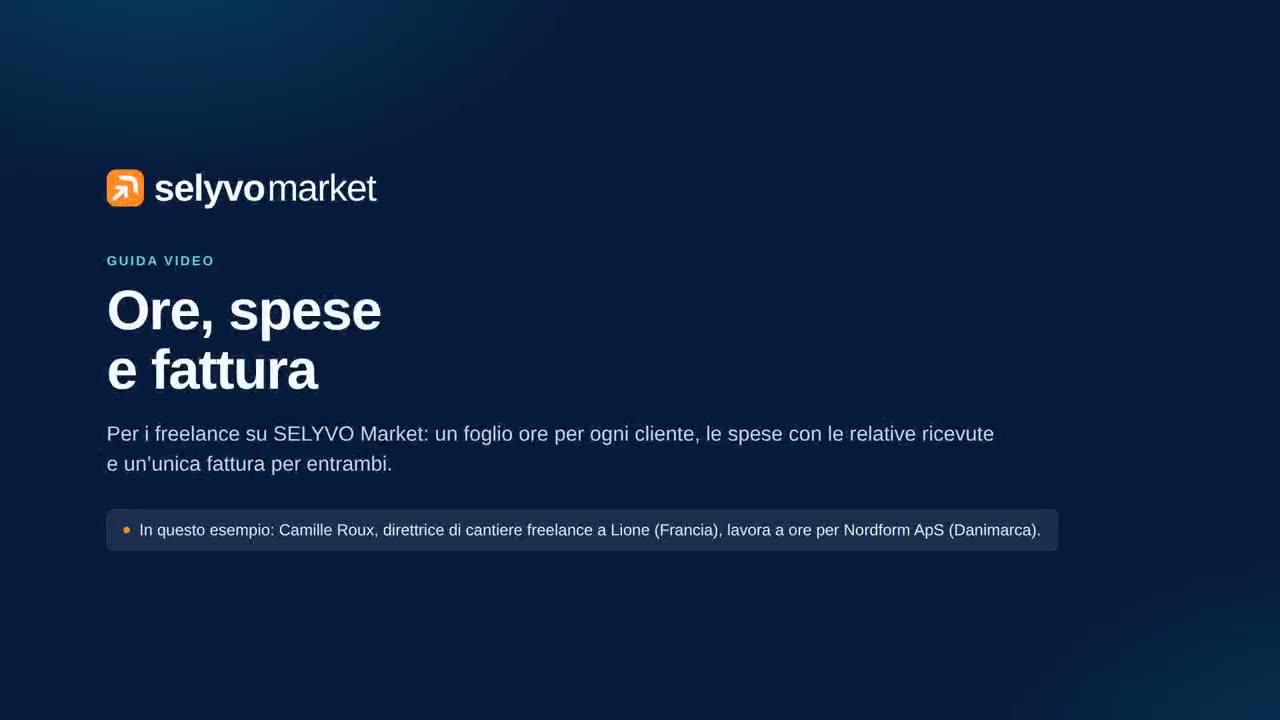 selyvomarket
GUIDA VIDEO
Ore, spese
e fattura
Per i freelance su SELYVO Market: un foglio ore per ogni cliente, le spese con le relative ricevute
e un’unica fattura per entrambi.
In questo esempio: Camille Roux, direttrice di cantiere freelance a Lione (Francia), lavora a ore per Nordform ApS (Danimarca).